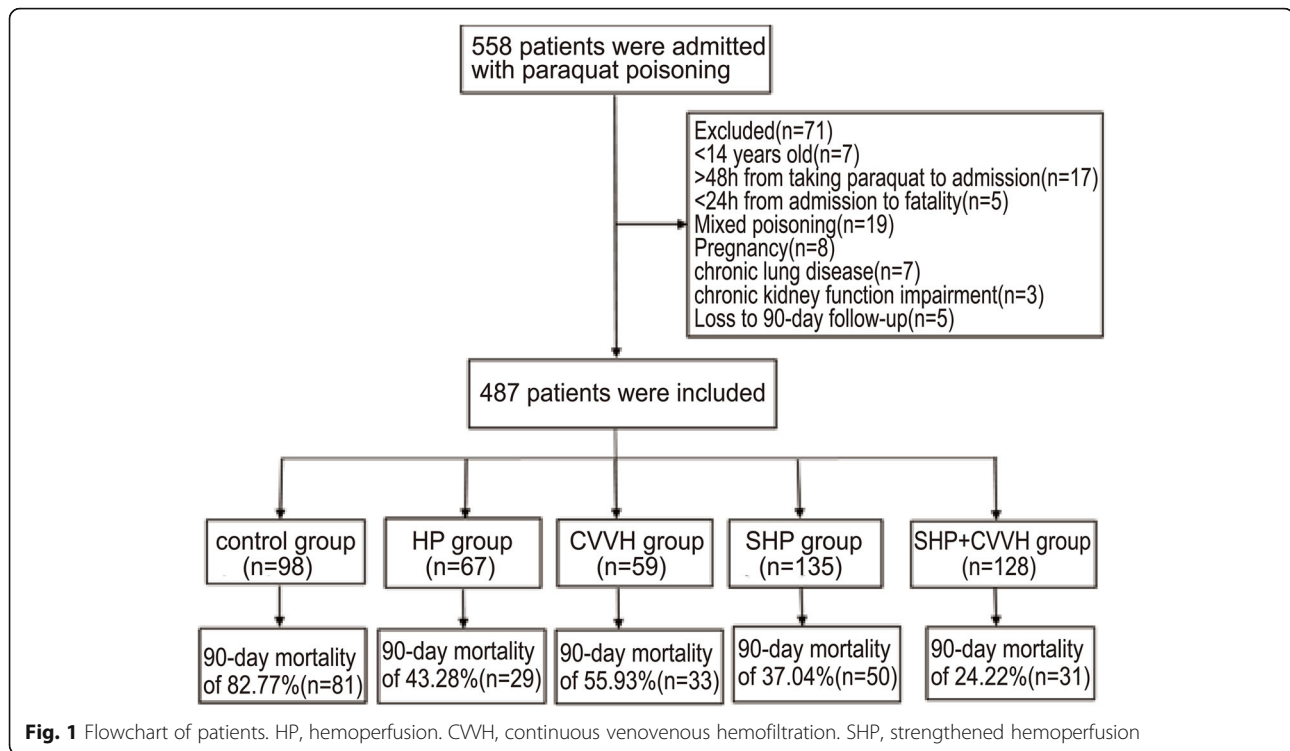 558 patients were admitted
with paraquat poisoning
Excluded(n=71)
<14 years old(n=7)
>48h from taking paraquat to admission(n=17)
<24h from admission to fatality(n=5)
Mixed poisoning(n=19)
Pregnancy(n=8)
chronic lung disease(n=7)
chronic kidney function impairment(n=3)
Loss to 90-day follow-up(n=5)
487 patients were included
control group
(n=98)
HP group
(n=67)
CVVH group
(n=59)
SHP group
(n=135)
SHP+CVVH group
(n=128)
90-day mortality
of 82.77%(n=81)
90-day mortality
of 43.28%(n=29)
90-day mortality
of 55.93%(n=33)
90-day mortality
of 37.04%(n=50)
90-day mortality
of 24.22%(n=31)
Fig. 1 Flowchart of patients. HP, hemoperfusion. CVVH, continuous venovenous hemofiltration. SHP, strengthened hemoperfusion